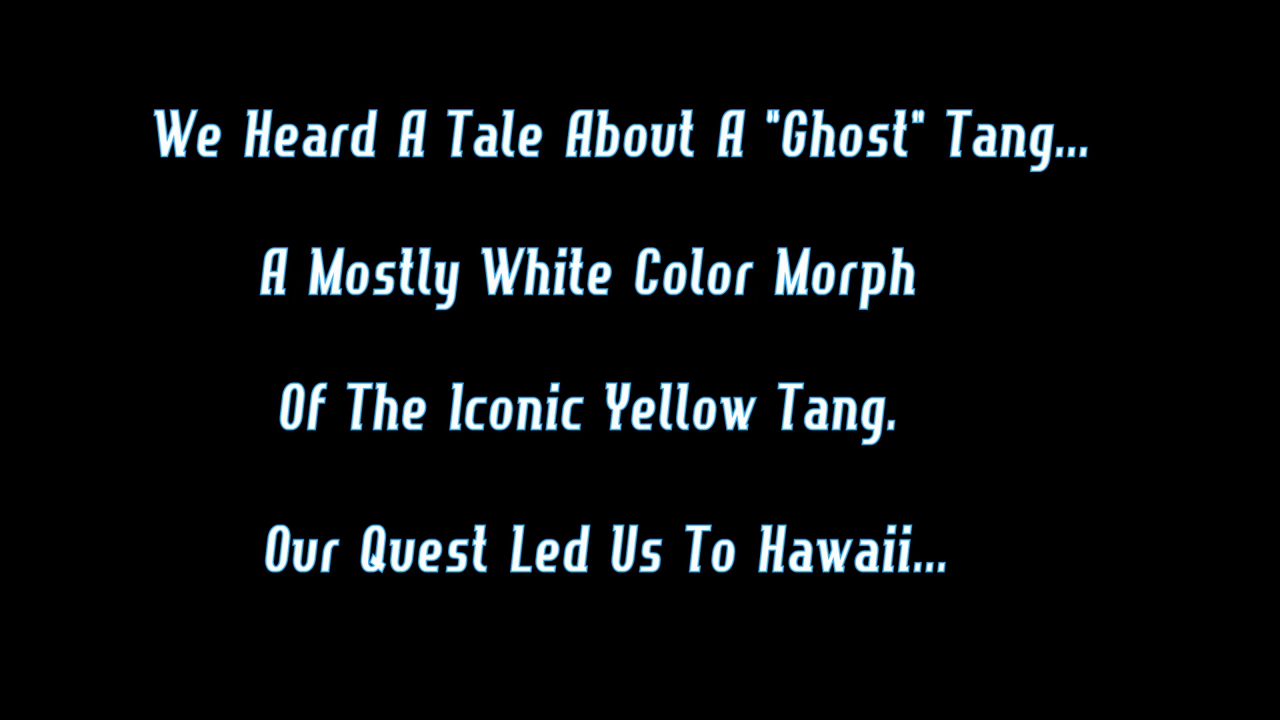 We Heard A Tale About A "Ghost" Tang...
A Mostly White Color Morph
Of The Iconic Yellow Tang.
Our Quest Led Us To Hawaii...